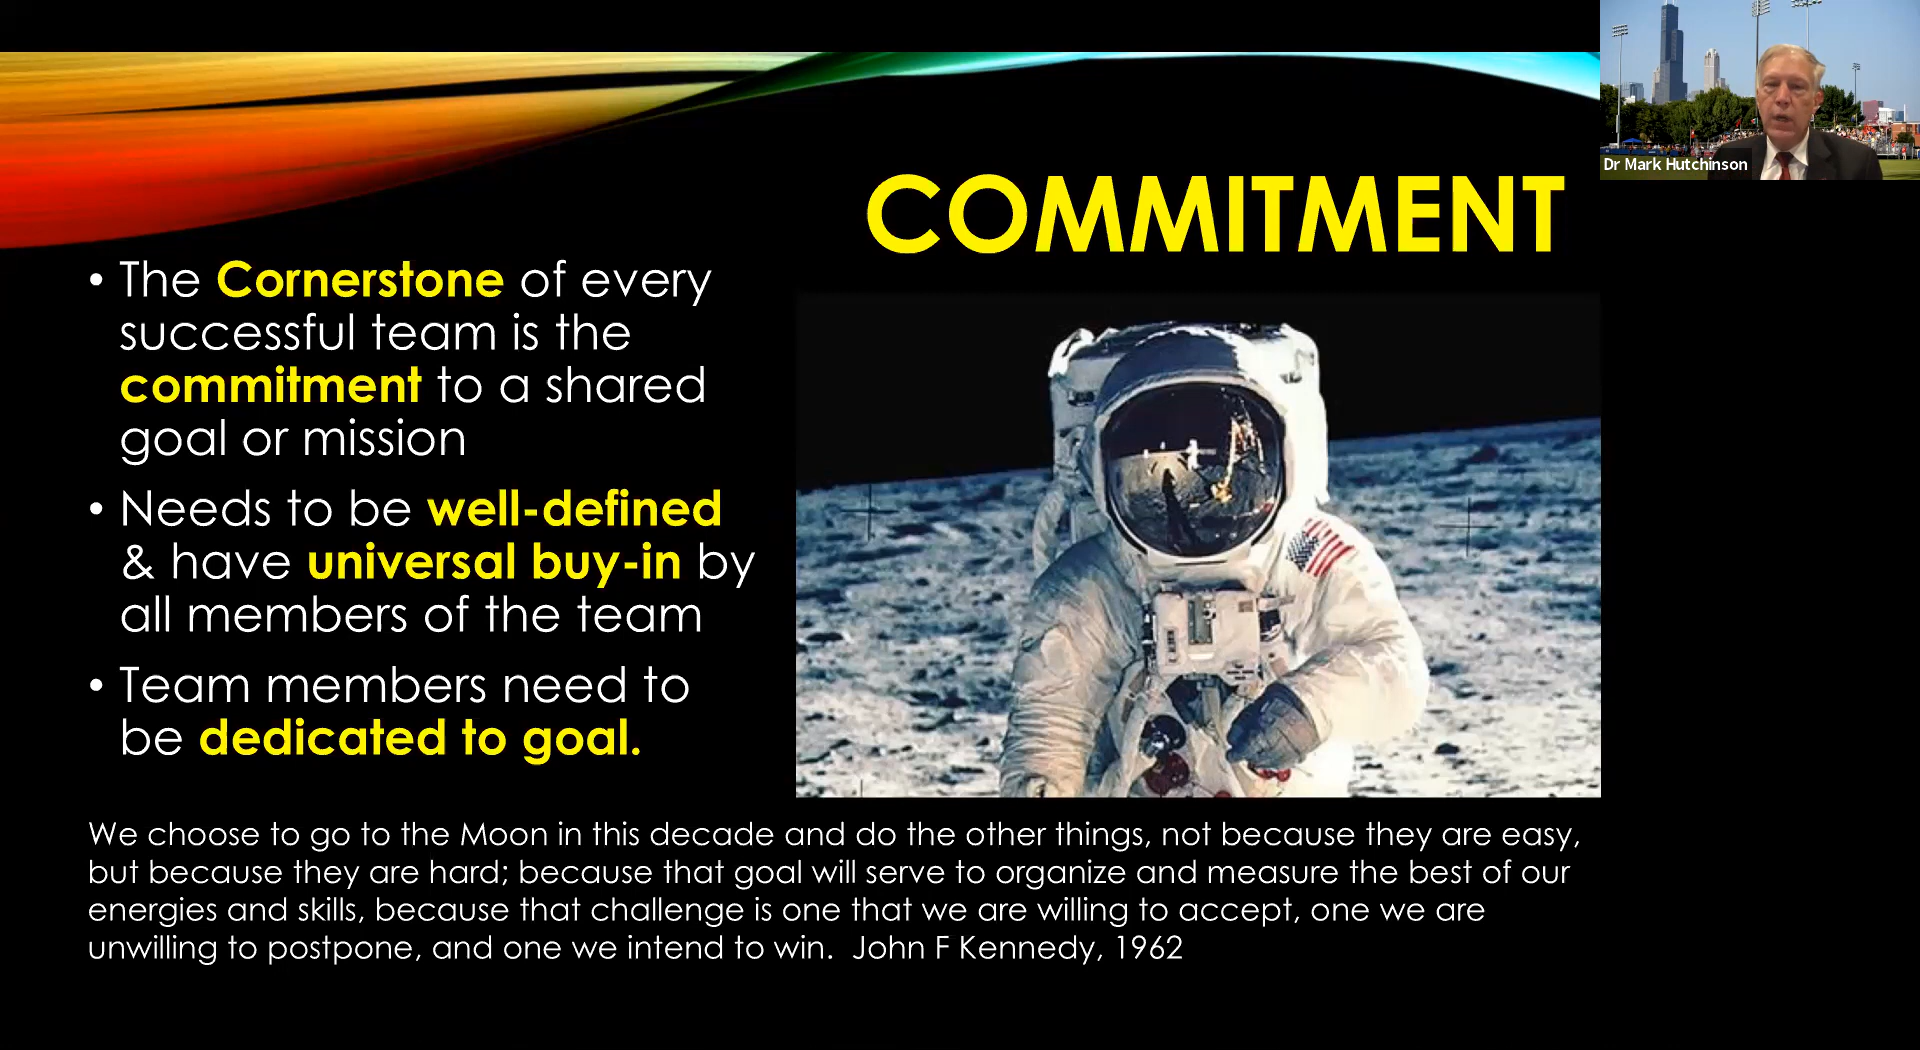 Dr Mark Hutchinson
COMMITMENT
• The Cornerstone of every
successful team is the
commitment to a shared
goal or mission
• Needs to be well-defined
& have universal buy-in by
all members of the team
• Team members need to
be dedicated to goal.
We choose to go to the Moon in this decade and do the other things, not because they are easy,
but because they are hard; because that goal will serve to organize and measure the best of our
energies and skills, because that challenge is one that we are willing to accept, one we are
unwilling to postpone, and one we intend to win.  John F Kennedy, 1962